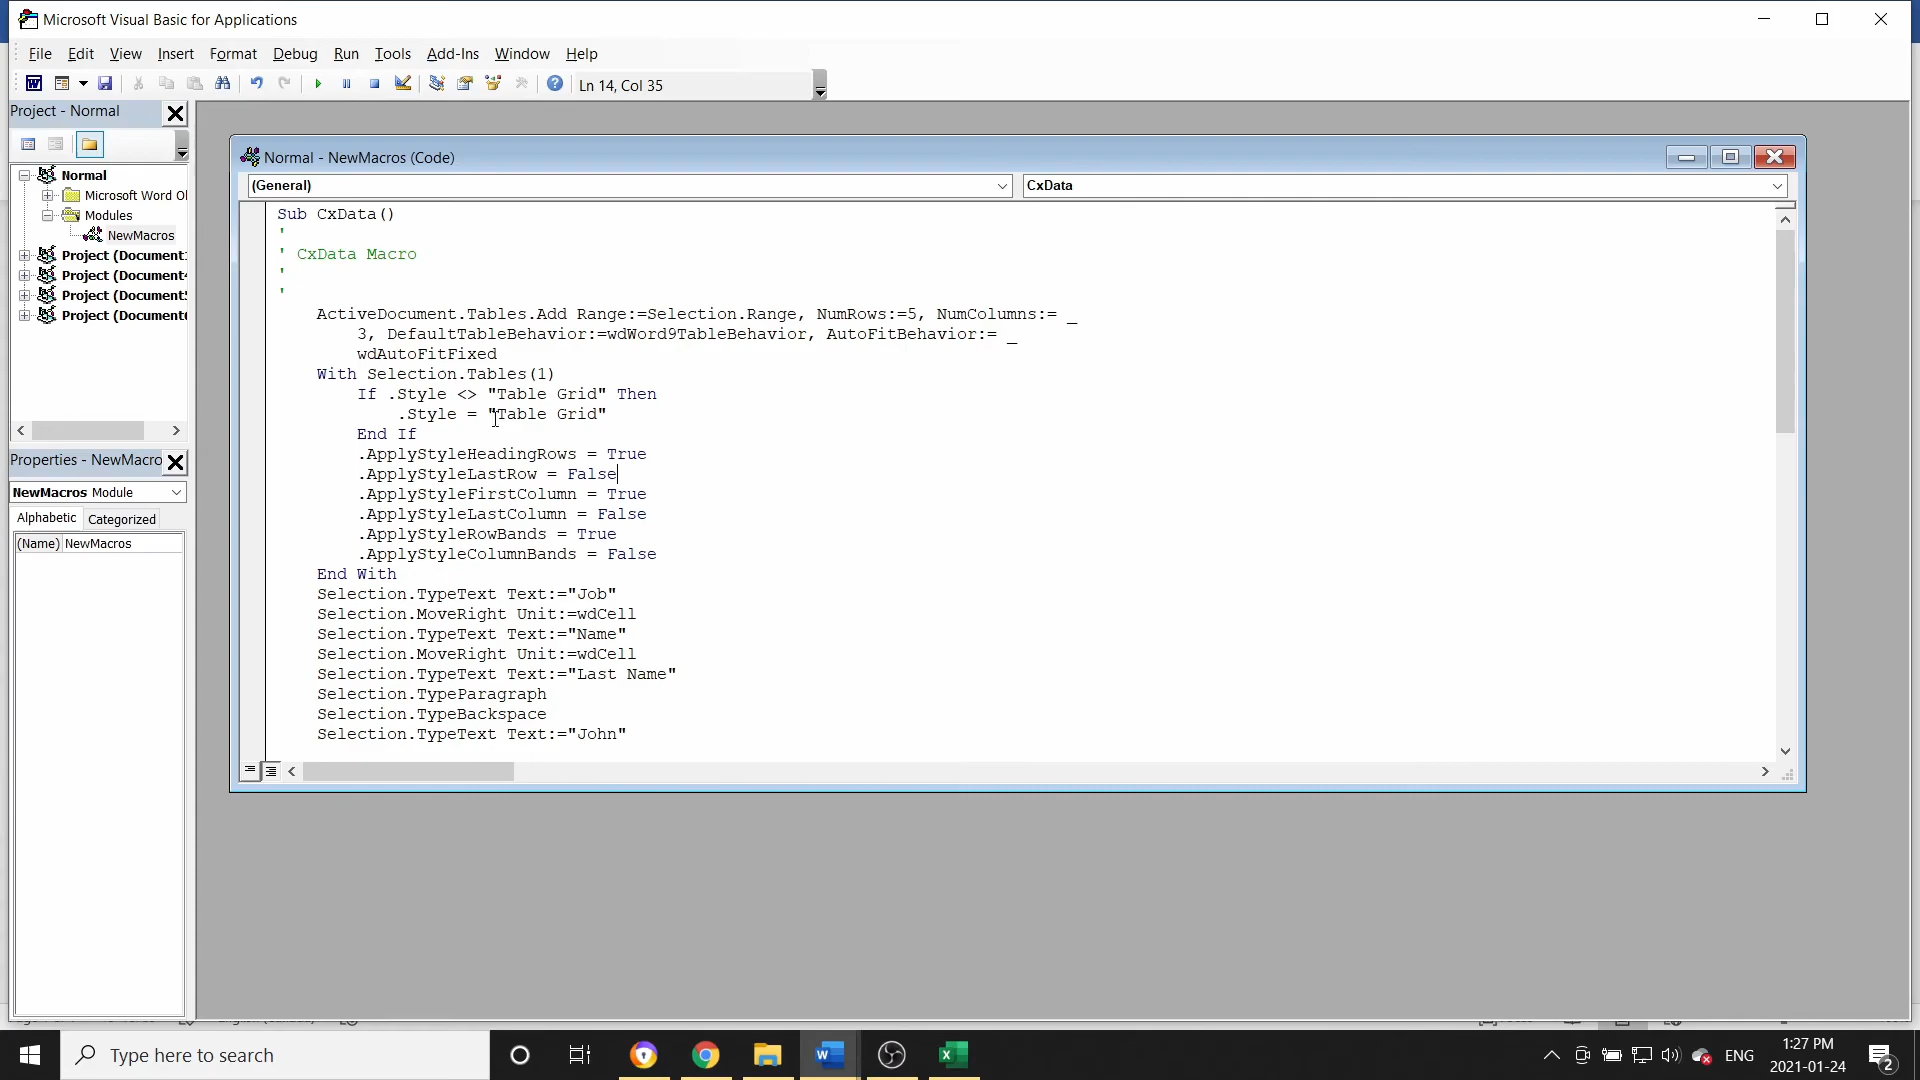 Microsoft Visual Basic for Applications
File Edit View Insert Format Debug Run Tools Add-Ins Window Help
Ln 14, Col 35
Project - Normal
Normal
Microsoft Word Ol
Modules
NewMacros
Project (Document
Project (Document
Project (Document
Project (Document
Properties - NewMacro
NewMacros Module
Alphabetic Categorized
(Name) NewMacros
Normal - NewMacros (Code)
(General) CxData
Sub CxData()
'
' CxData Macro
'
'
ActiveDocument.Tables.Add Range:=Selection.Range, NumRows:=5, NumColumns:= _
3, DefaultTableBehavior:=wdWord9TableBehavior, AutoFitBehavior:= _
wdAutoFitFixed
With Selection.Tables(1)
If .Style <> "Table Grid" Then
.Style = "Table Grid"
End If
.ApplyStyleHeadingRows = True
.ApplyStyleLastRow = False
.ApplyStyleFirstColumn = True
.ApplyStyleLastColumn = False
.ApplyStyleRowBands = True
.ApplyStyleColumnBands = False
End With
Selection.TypeText Text:="Job"
Selection.MoveRight Unit:=wdCell
Selection.TypeText Text:="Name"
Selection.MoveRight Unit:=wdCell
Selection.TypeText Text:="Last Name"
Selection.TypeParagraph
Selection.TypeBackspace
Selection.TypeText Text:="John"
Type here to search
ENG
1:27 PM
2021-01-24
2